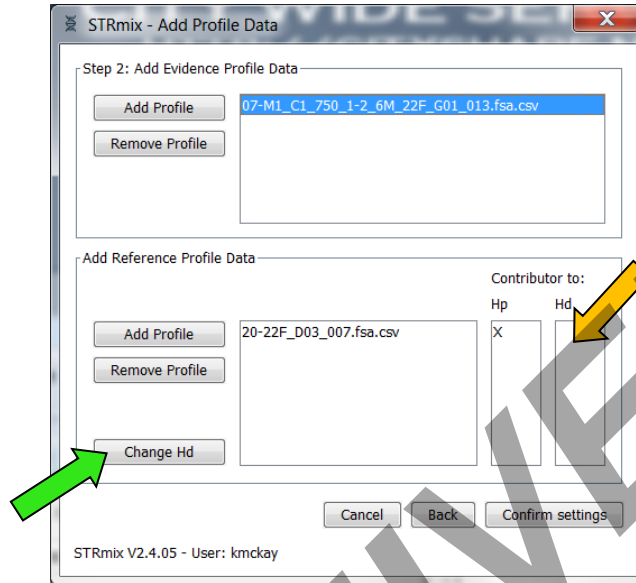 STRmix - Add Profile Data
Step 2: Add Evidence Profile Data
Add Profile
07-M1_C1_750_1-2_6M_22F_G01_013.fsa.csv
Remove Profile
Add Reference Profile Data
Contributor to:
Hp Hd
Add Profile
20-22F_D03_007.fsa.csv
X
Remove Profile
Change Hd
Cancel
Back
Confirm settings
STRmix V2.4.05 - User: kmckay